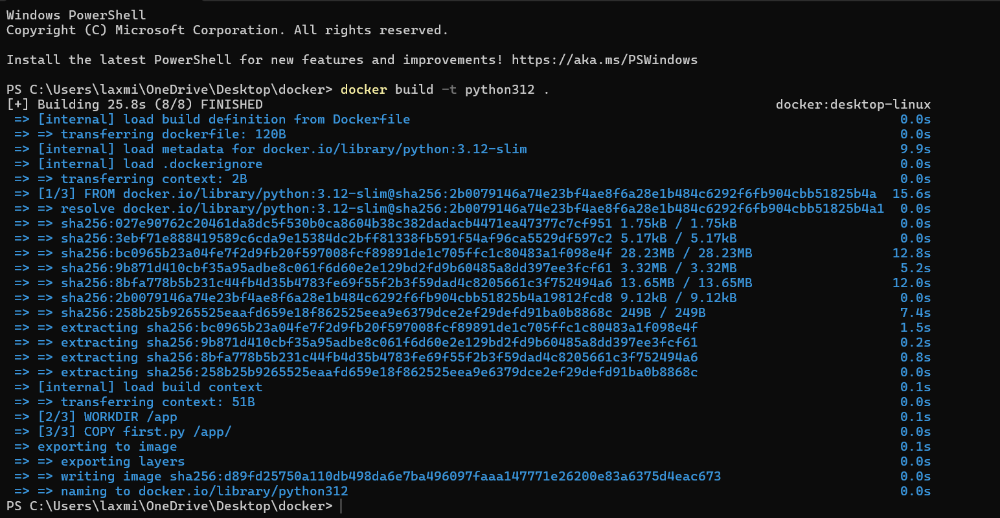 Windows PowerShell
Copyright (C) Microsoft Corporation. All rights reserved.
Install the latest PowerShell for new features and improvements! https://aka.ms/PSWindows
PS C:\Users\laxmi\OneDrive\Desktop\docker> docker build -t python312 .
[+] Building 25.8s (8/8) FINISHED docker:desktop-linux
=> [internal] load build definition from Dockerfile 0.0s
=> => transferring dockerfile: 120B 0.0s
=> [internal] load metadata for docker.io/library/python:3.12-slim 9.9s
=> [internal] load .dockerignore 0.0s
=> => transferring context: 2B 0.0s
=> [1/3] FROM docker.io/library/python:3.12-slim@sha256:2b0079146a74e23bf4ae8f6a28e1b484c6292f6fb904cbb51825b4a 15.6s
=> => resolve docker.io/library/python:3.12-slim@sha256:2b0079146a74e23bf4ae8f6a28e1b484c6292f6fb904cbb51825b4a1 0.0s
=> => sha256:027e90762c20461da8dc5f530b0ca8604b38c382dadacb4471ea47377c7cf951 1.75kB / 1.75kB 0.0s
=> => sha256:3ebf71e888419589c6cda9e15384dc2bff81338fb591f54af96ca5529df597c2 5.17kB / 5.17kB 0.0s
=> => sha256:bc0965b23a04fe7f2d9fb20f597008fcf89891de1c705ffc1c80483a1f098e4f 28.23MB / 28.23MB 12.8s
=> => sha256:9b871d410cbf35a95adbe8c061f6d60e2e129bd2fd9b60485a8dd397ee3fcf61 3.32MB / 3.32MB 5.2s
=> => sha256:8bfa778b5b231c44fb4d35b4783fe69f55f2b3f59dad4c8205661c3f752494a6 13.65MB / 13.65MB 12.0s
=> => sha256:2b0079146a74e23bf4ae8f6a28e1b484c6292f6fb904cbb51825b4a19812fcd8 9.12kB / 9.12kB 0.0s
=> => sha256:258b25b9265525eaafd659e18f862525eea9e6379dce2ef29defd91ba0b8868c 249B / 249B 7.4s
=> => extracting sha256:bc0965b23a04fe7f2d9fb20f597008fcf89891de1c705ffc1c80483a1f098e4f 1.5s
=> => extracting sha256:9b871d410cbf35a95adbe8c061f6d60e2e129bd2fd9b60485a8dd397ee3fcf61 0.2s
=> => extracting sha256:8bfa778b5b231c44fb4d35b4783fe69f55f2b3f59dad4c8205661c3f752494a6 0.8s
=> => extracting sha256:258b25b9265525eaafd659e18f862525eea9e6379dce2ef29defd91ba0b8868c 0.0s
=> [internal] load build context 0.1s
=> => transferring context: 51B 0.0s
=> [2/3] WORKDIR /app 0.1s
=> [3/3] COPY first.py /app/ 0.0s
=> exporting to image 0.1s
=> => exporting layers 0.0s
=> => writing image sha256:d89fd25750a110db498da6e7ba496097faaa147771e26200e83a6375d4eac673 0.0s
=> => naming to docker.io/library/python312 0.0s
PS C:\Users\laxmi\OneDrive\Desktop\docker>